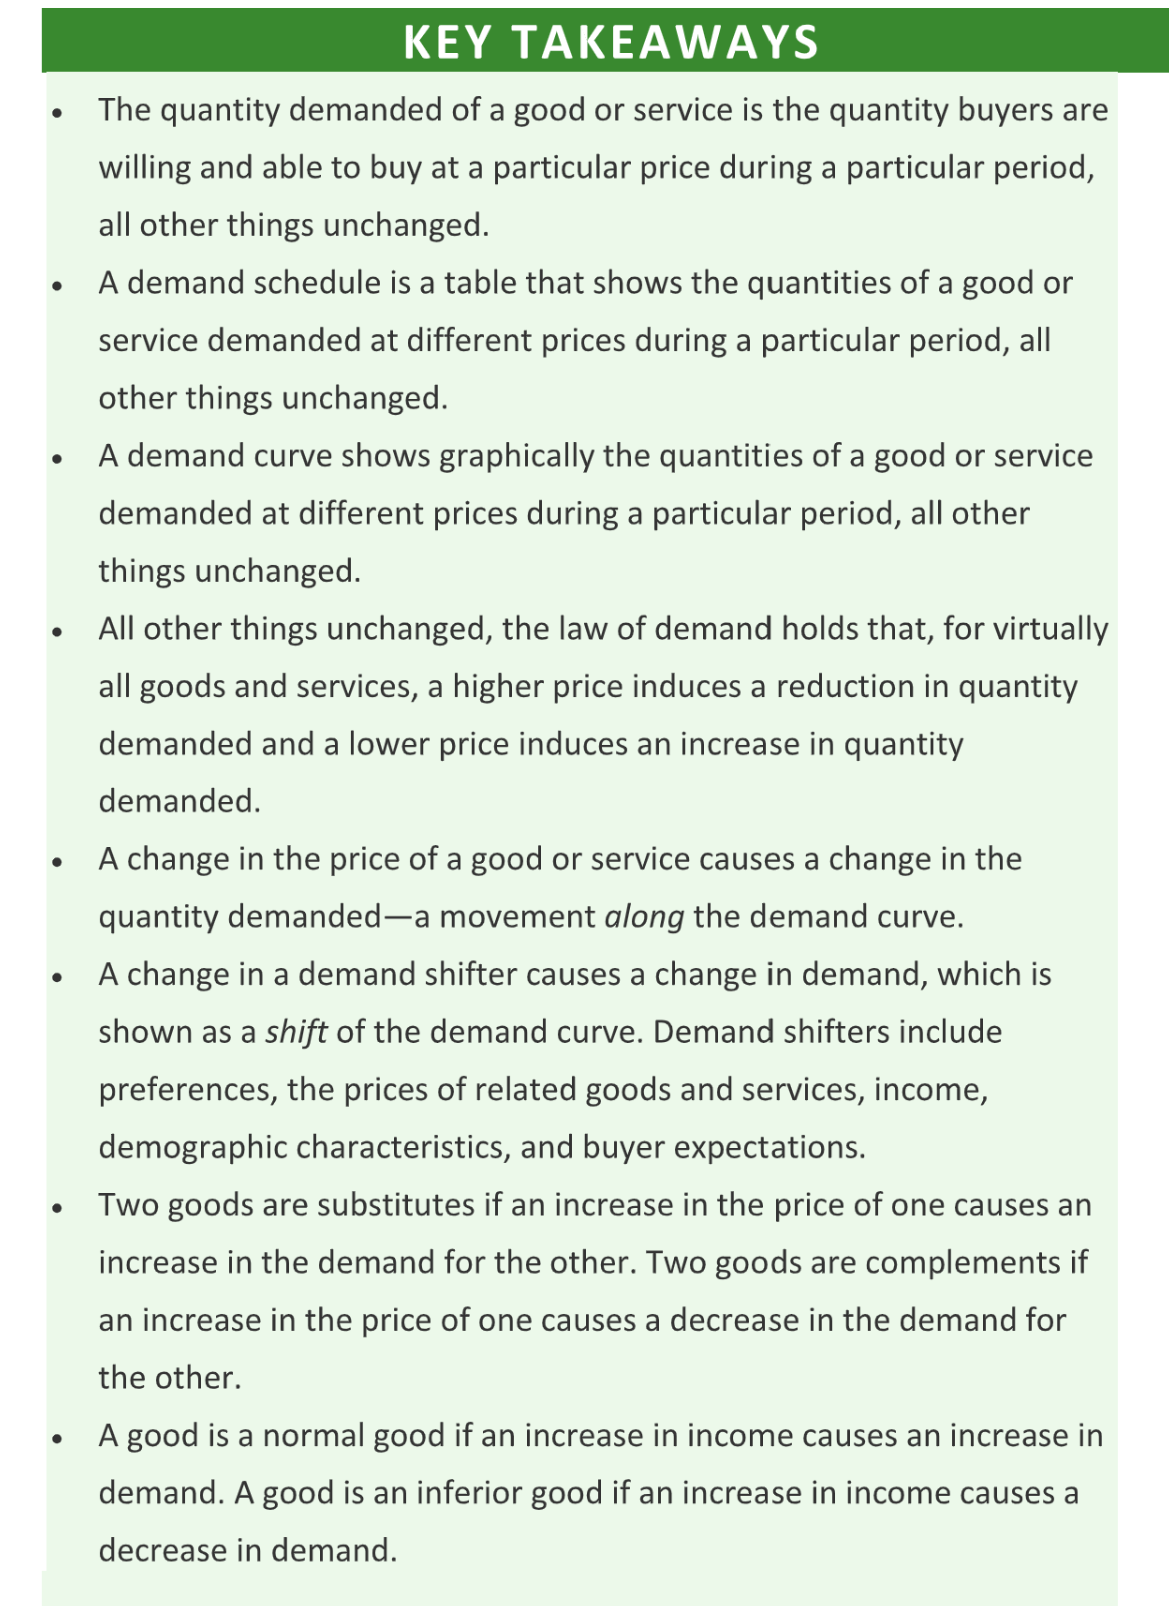 KEY TAKEAWAYS
• The quantity demanded of a good or service is the quantity buyers are
willing and able to buy at a particular price during a particular period,
all other things unchanged.
• A demand schedule is a table that shows the quantities of a good or
service demanded at different prices during a particular period, all
other things unchanged.
• A demand curve shows graphically the quantities of a good or service
demanded at different prices during a particular period, all other
things unchanged.
• All other things unchanged, the law of demand holds that, for virtually
all goods and services, a higher price induces a reduction in quantity
demanded and a lower price induces an increase in quantity
demanded.
• A change in the price of a good or service causes a change in the
quantity demanded—a movement along the demand curve.
• A change in a demand shifter causes a change in demand, which is
shown as a shift of the demand curve. Demand shifters include
preferences, the prices of related goods and services, income,
demographic characteristics, and buyer expectations.
• Two goods are substitutes if an increase in the price of one causes an
increase in the demand for the other. Two goods are complements if
an increase in the price of one causes a decrease in the demand for
the other.
• A good is a normal good if an increase in income causes an increase in
demand. A good is an inferior good if an increase in income causes a
decrease in demand.